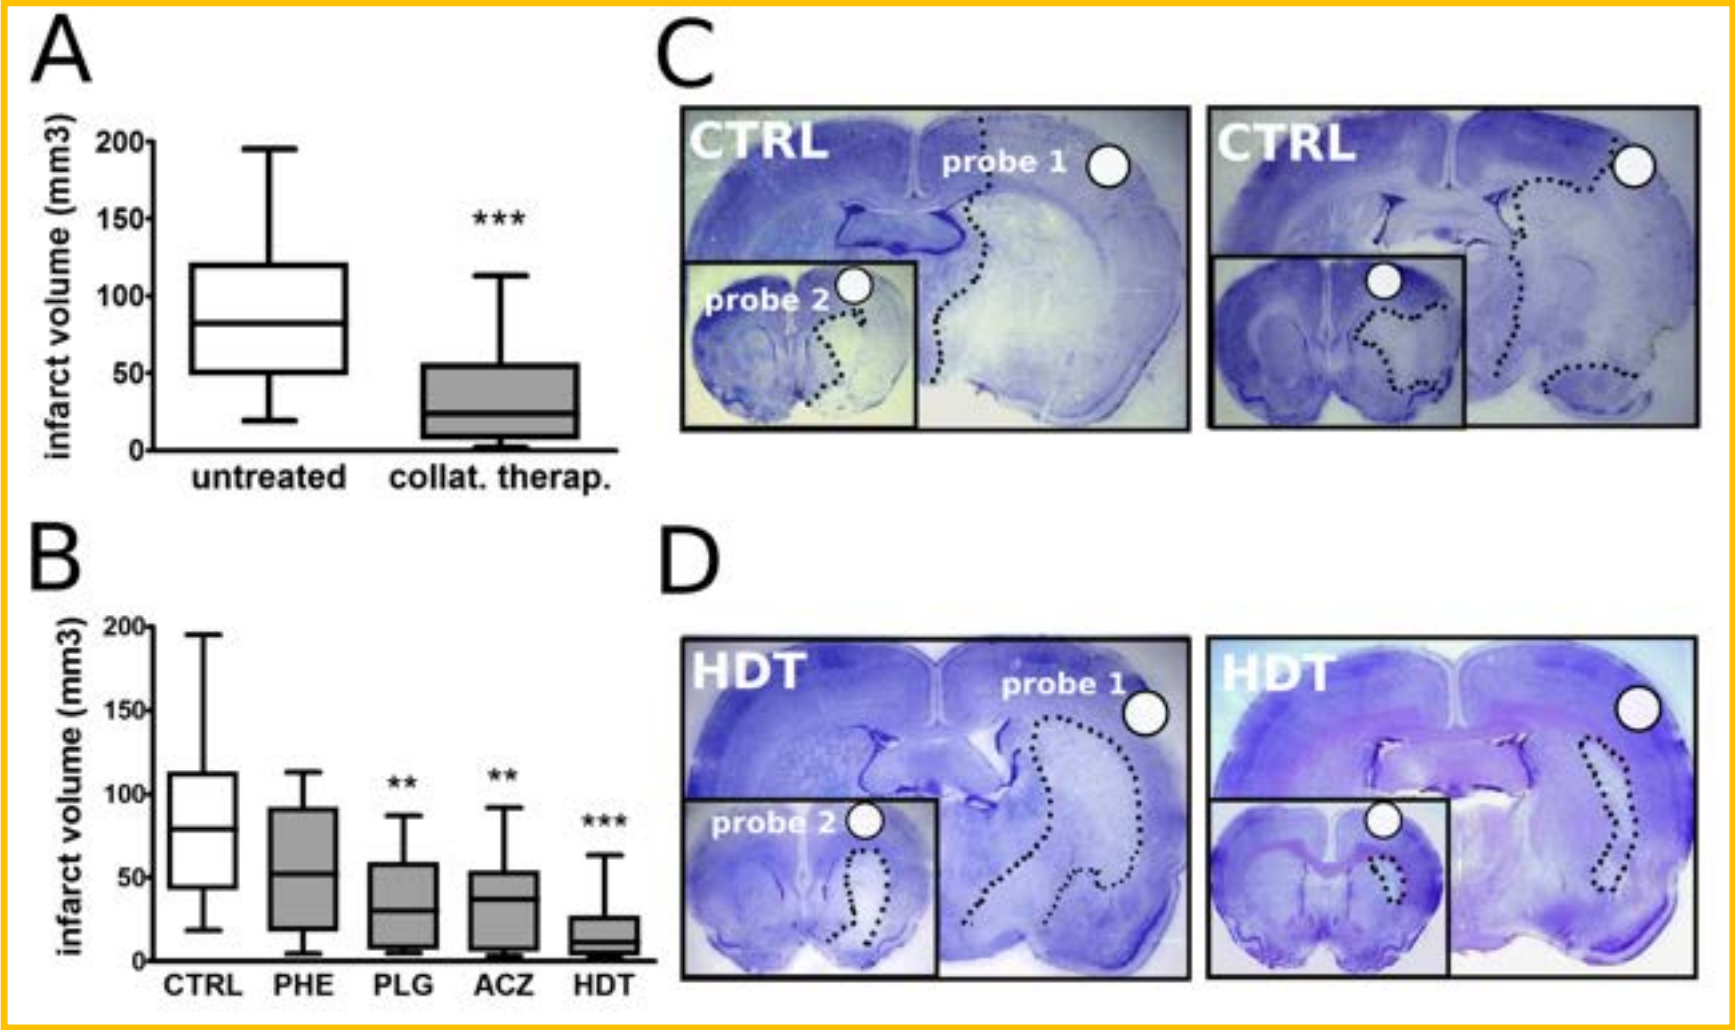 A
infarct volume (mm3)
200
150
100
50
0
***
untreated collat. therap.
B
infarct volume (mm3)
200
150
100
50
0
** ** ***
CTRL PHE PLG ACZ HDT
C
CTRL
probe 1
probe 2
CTRL
D
HDT
probe 1
probe 2
HDT